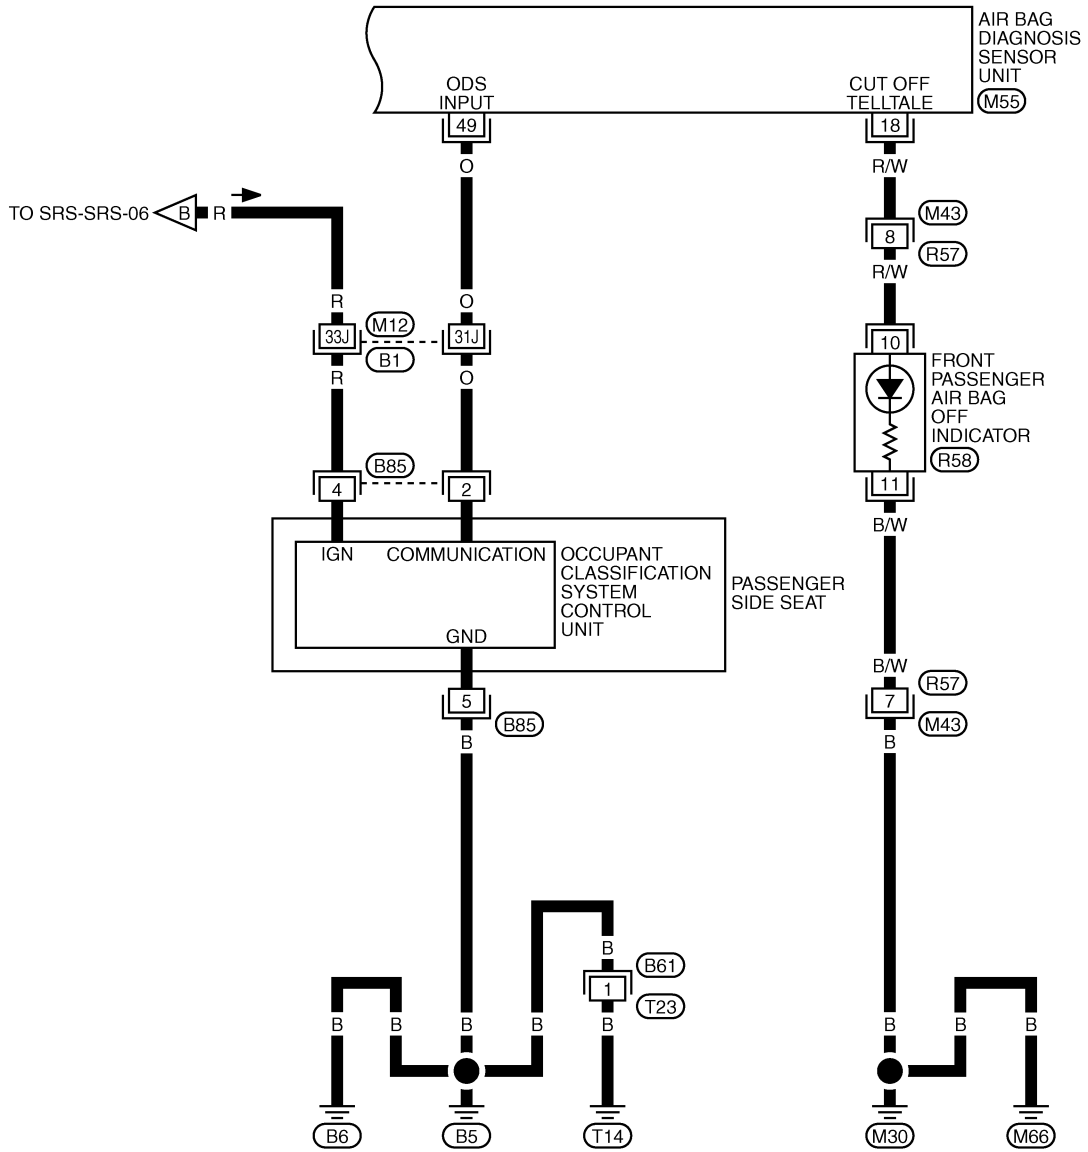 AIR BAG
DIAGNOSIS
SENSOR
UNIT
M55
ODS
INPUT
CUT OFF
TELLTALE
49
18
O
R/W
TO SRS-SRS-06
B
R
M43
8
R57
R/W
R
O
33J
M12
31J
B1
R
O
10
FRONT
PASSENGER
AIR BAG
OFF
INDICATOR
R58
11
B/W
4
B85
2
IGN
COMMUNICATION
OCCUPANT
CLASSIFICATION
SYSTEM
CONTROL
UNIT
PASSENGER
SIDE SEAT
GND
5
B85
B
B/W
R57
7
M43
B
B
B61
1
T23
B
B
B
B
B
B
B
B
B6
B5
T14
M30
M66